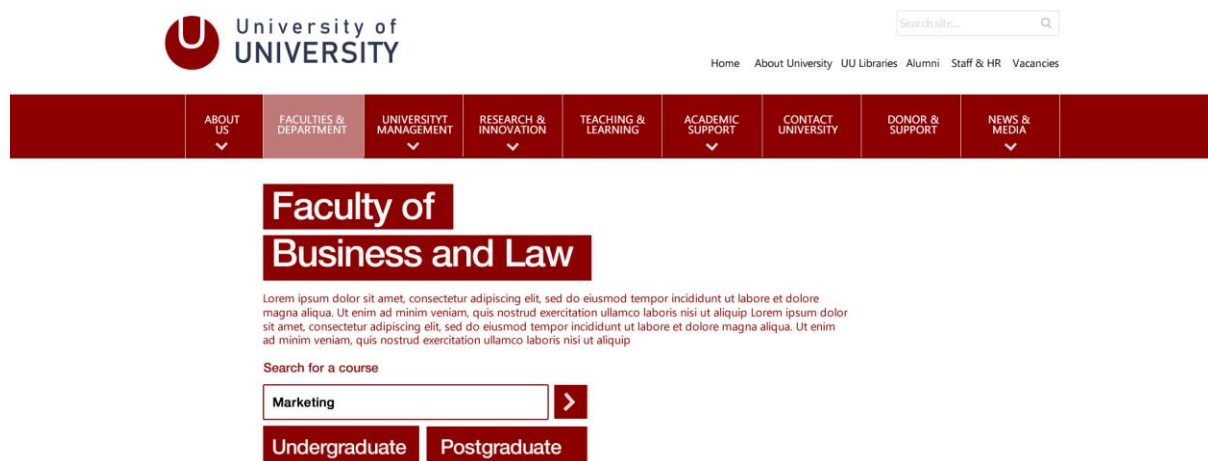 U
University of
UNIVERSITY
Search site...
Home About University UU Libraries Alumni Staff & HR Vacancies
ABOUT
US
FACULTIES &
DEPARTMENT
UNIVERSITYT
MANAGEMENT
RESEARCH &
INNOVATION
TEACHING &
LEARNING
ACADEMIC
SUPPORT
CONTACT
UNIVERSITY
DONOR &
SUPPORT
NEWS &
MEDIA
Faculty of
Business and Law
Lorem ipsum dolor sit amet, consectetur adipiscing elit, sed do eiusmod tempor incididunt ut labore et dolore
magna aliqua. Ut enim ad minim veniam, quis nostrud exercitation ullamco laboris nisi ut aliquip Lorem ipsum dolor
sit amet, consectetur adipiscing elit, sed do eiusmod tempor incididunt ut labore et dolore magna aliqua. Ut enim
ad minim veniam, quis nostrud exercitation ullamco laboris nisi ut aliquip
Search for a course
Marketing
Undergraduate Postgraduate